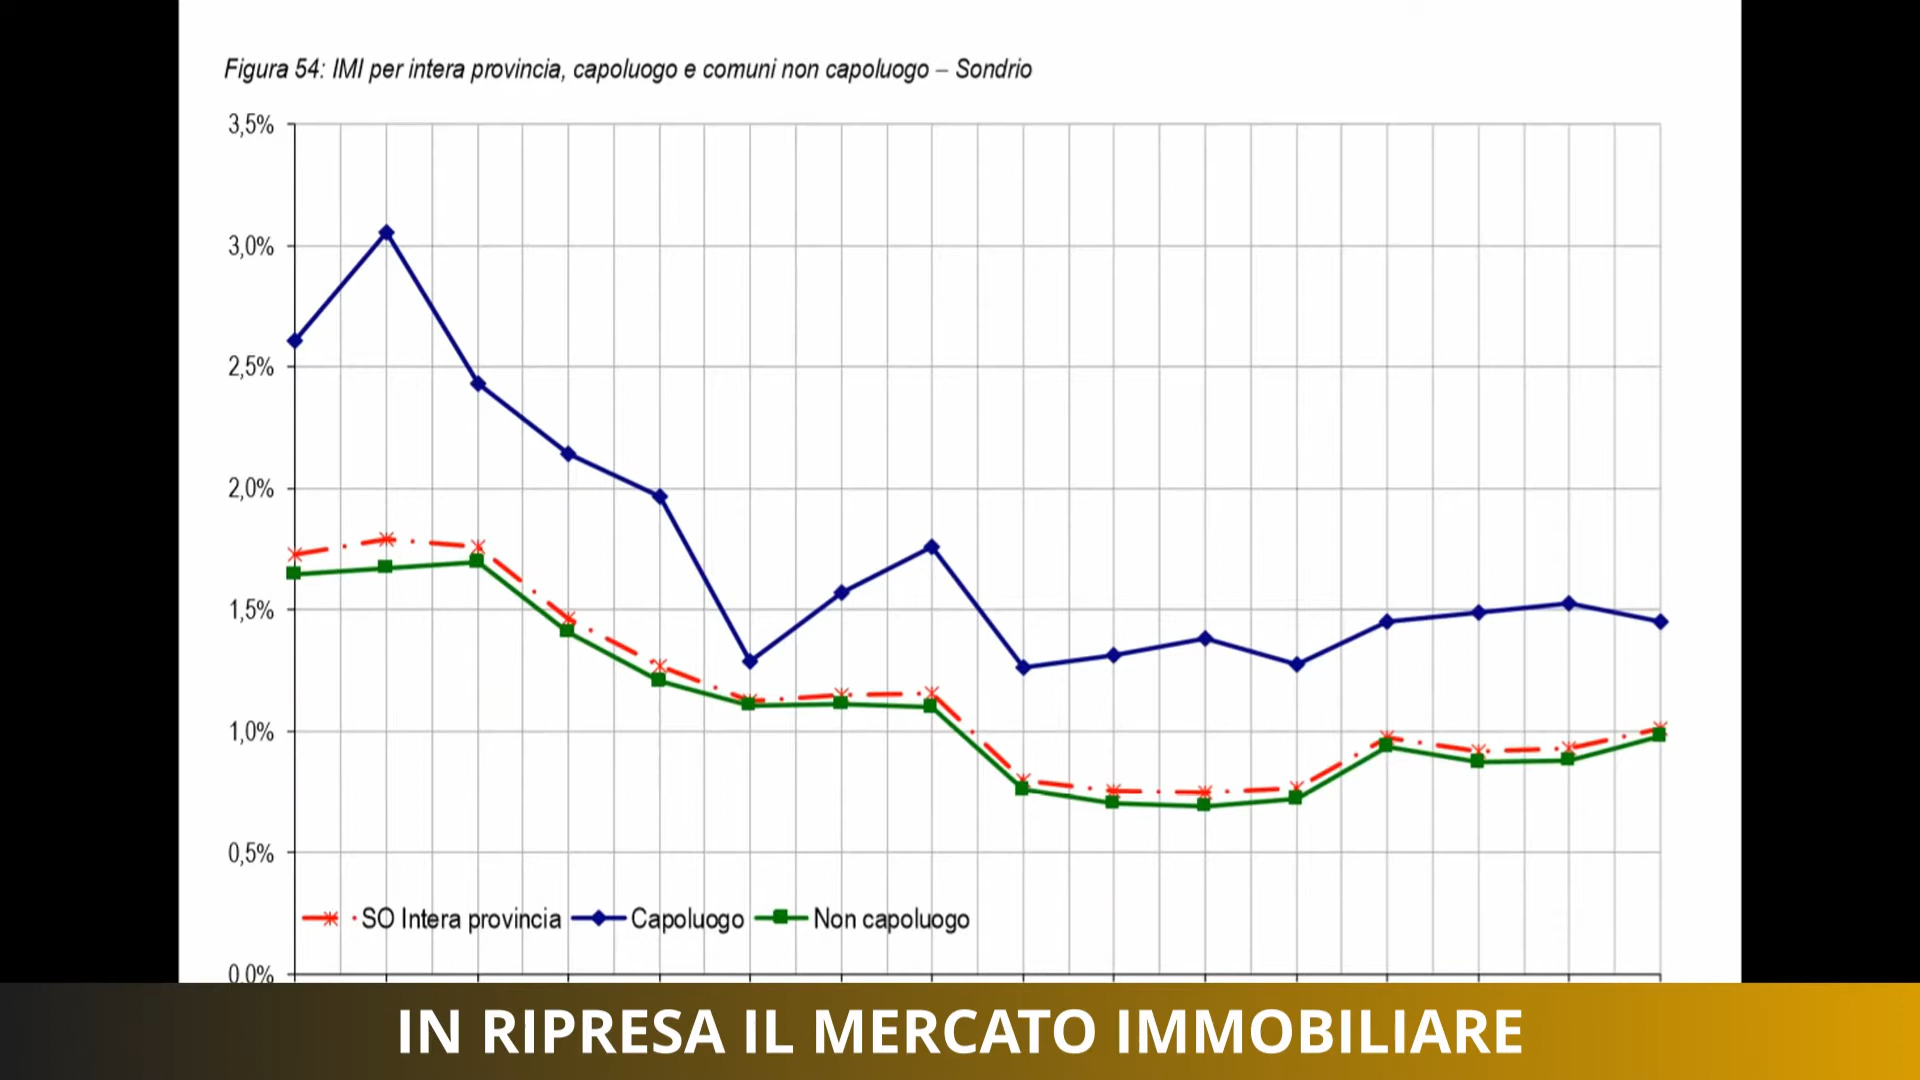 Figura 54: IMI per intera provincia, capoluogo e comuni non capoluogo – Sondrio
3,5%
3,0%
2,5%
2,0%
1,5%
1,0%
0,5%
SO Intera provincia Capoluogo Non capoluogo
0,0%
IN RIPRESA IL MERCATO IMMOBILIARE